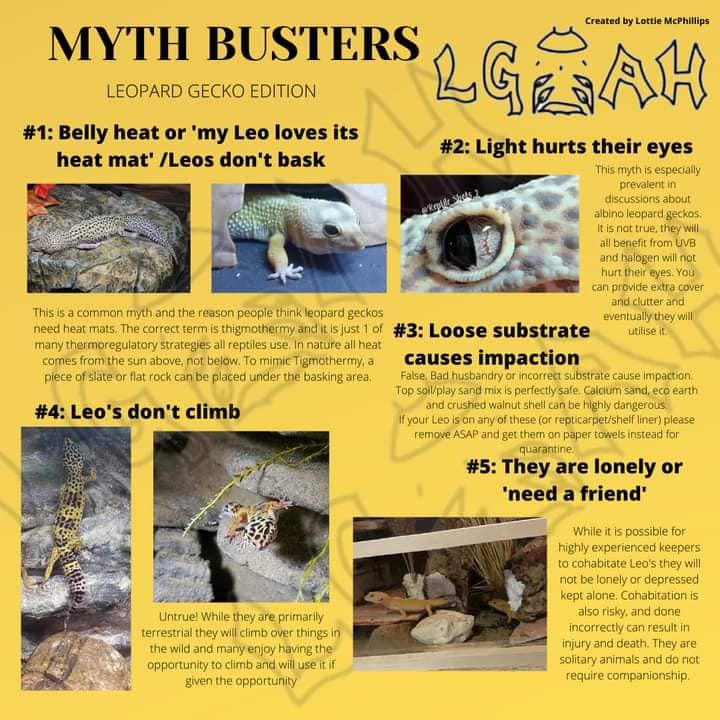 Created by Lottie McPhillips
MYTH BUSTERS
LEOPARD GECKO EDITION
LG AH
#1: Belly heat or 'my Leo loves its
heat mat' /Leos don't bask
This is a common myth and the reason people think leopard geckos
need heat mats. The correct term is thigmothermy and it is just 1 of
many thermoregulatory strategies all reptiles use. In nature all heat
comes from the sun above, not below. To mimic Tigmothermy, a
piece of slate or flat rock can be placed under the basking area.
#2: Light hurts their eyes
@Reptile_Shots_2
This myth is especially
prevalent in
discussions about
albino leopard geckos.
It is not true, they will
all benefit from UVB
and halogen will not
hurt their eyes. You
can provide extra cover
and clutter and
eventually they will
utilise it.
#3: Loose substrate
causes impaction
False. Bad husbandry or incorrect substrate cause impaction.
Top soil/play sand mix is perfectly safe. Calcium sand, eco earth
and crushed walnut shell can be highly dangerous.
If your Leo is on any of these (or repticarpet/shelf liner) please
remove ASAP and get them on paper towels instead for
quarantine.
#4: Leo's don't climb
Untrue! While they are primarily
terrestrial they will climb over things in
the wild and many enjoy having the
opportunity to climb and will use it if
given the opportunity
#5: They are lonely or
'need a friend'
While it is possible for
highly experienced keepers
to cohabitate Leo's they will
not be lonely or depressed
kept alone. Cohabitation is
also risky, and done
incorrectly can result in
injury and death. They are
solitary animals and do not
require companionship.